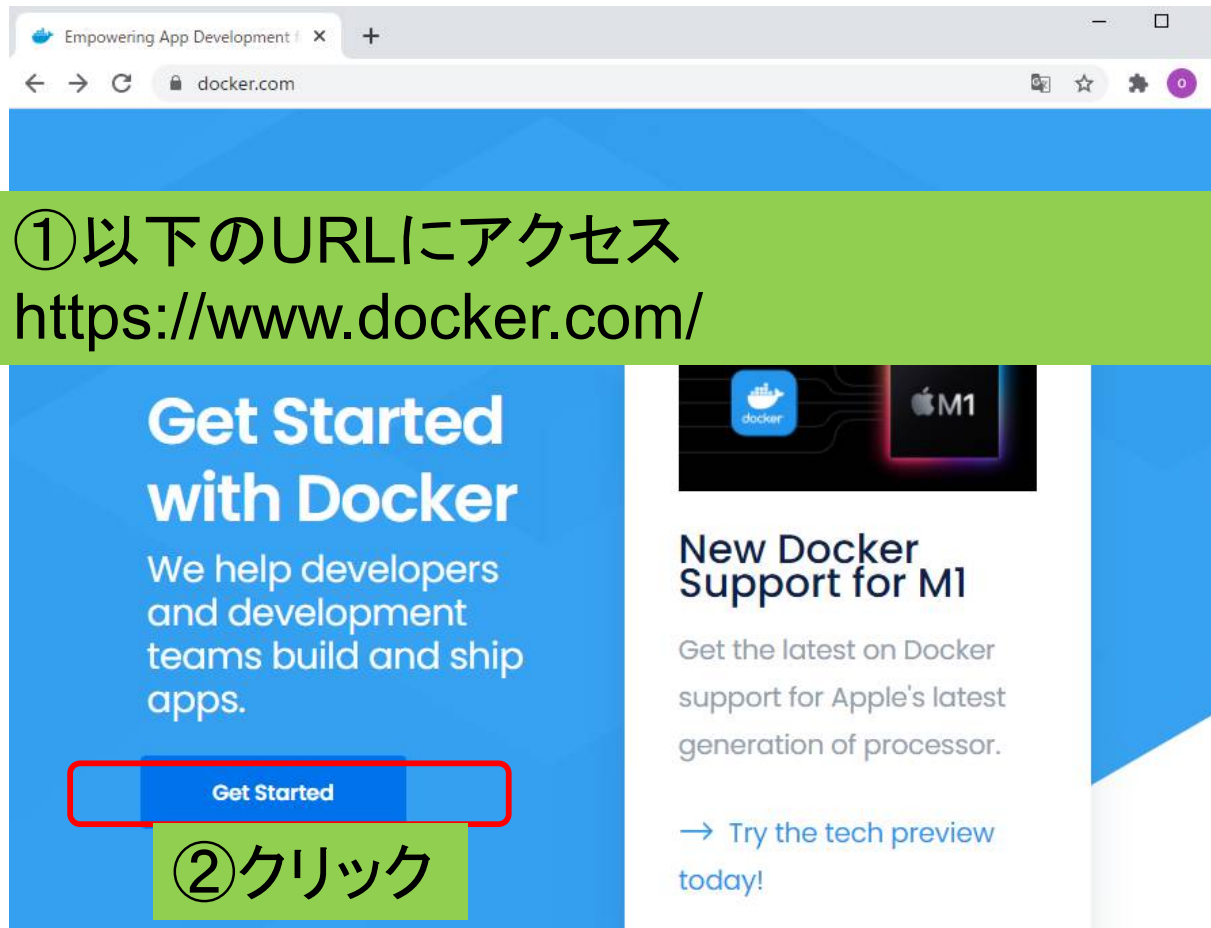 Empowering App Development f
docker.com
O
①以下のURLにアクセス
https://www.docker.com/
Get Started
with Docker
We help developers
and development
teams build and ship
apps.
Get Started
②クリック
docker
M1
New Docker
Support for M1
Get the latest on Docker
support for Apple's latest
generation of processor.
→ Try the tech preview
today!